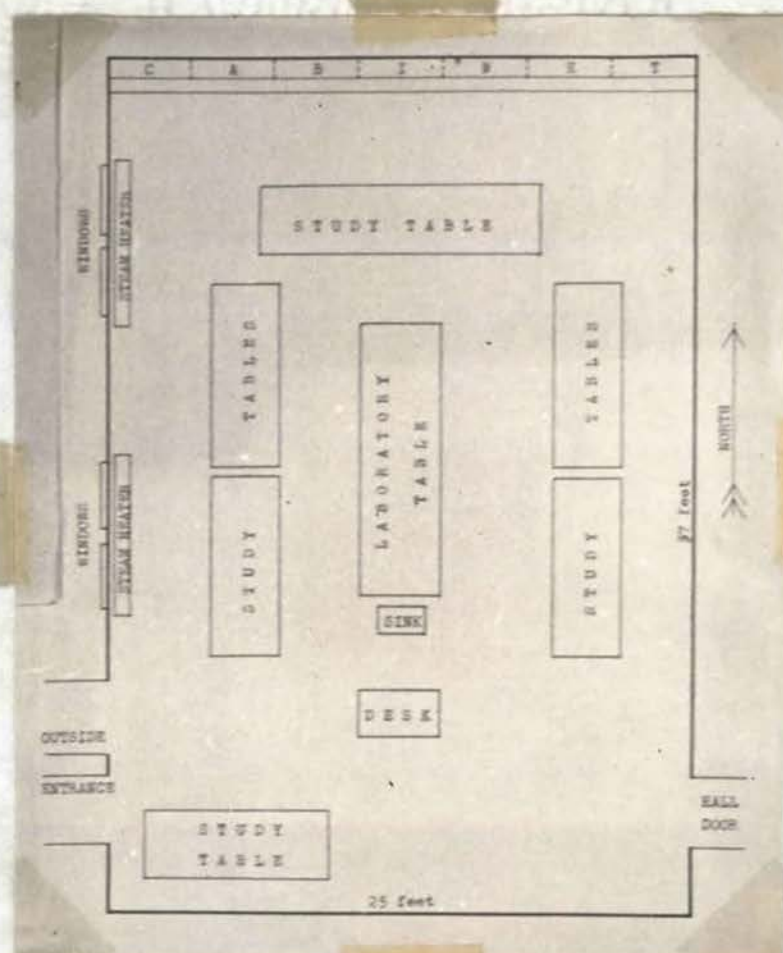 C A B I N E T
STUDY TABLE
WINDOWS
STEAM HEATER
TABLES
LABORATORY
TABLE
TABLES
NORTH
WINDOWS
STEAM HEATER
STUDY
STUDY
37 feet
SINK
DESK
OUTSIDE
ENTRANCE
HALL
DOOR
STUDY
TABLE
25 feet